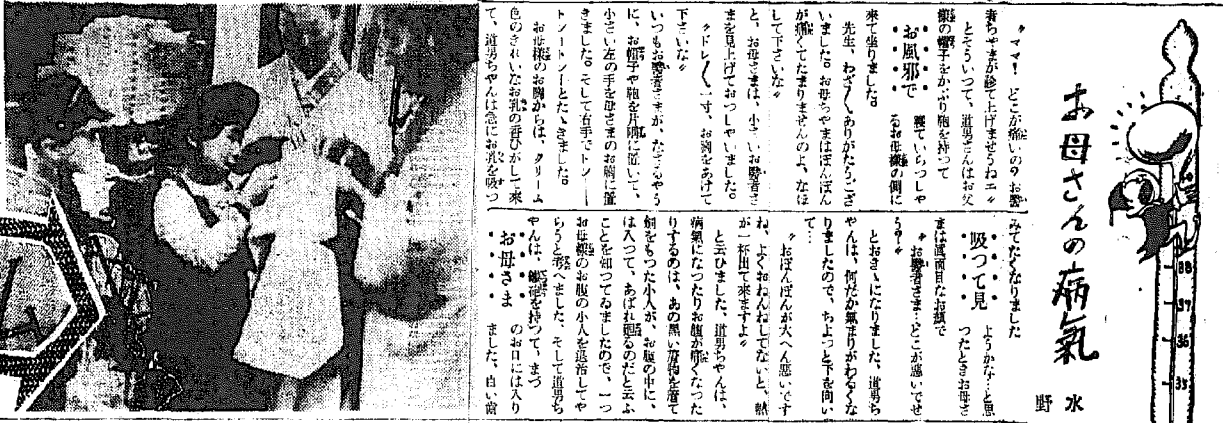 お母さんの病氣
水野
〝ママ！　どこが痛いの？お醫
者ちやまが診て上げませうねエ〟
とさういつて、道男さんはお父
樣の帽子をかぶり鞄を持つて
お風邪で
寢ていらつしや
るお母樣の側に
來て坐りました。
先生、わざ〱ありがたうござ
いました。お母ちやまはぽんぽん
が痛くてたまりませんのよ、なほ
して下さいな〟
と、お母さまは、小さいお醫者さ
まを見上げておつしやいました。
〝ドレ〱一寸、お胸をあけて
下さいな〟
いつもお醫者さまが、なさるやう
に、お帽子や鞄を片隅に置いて、
小さい左の手を母さまのお胸に置
きました。そして右手でトン――
トン――トンとたゝきました。
お母樣のお胸からは、クリーム
色のきれいなお乳の香ひがして來
て、道男ちやんは急にお乳を吸つ
みてたくなりました
吸つて見
ようかな…と思
つたときお母さ
まは眞面目なお顏で
〝お醫者さま…どこが惡いでせ
う？〟
とおきゝになりました、道男ち
やんは、何だか氣まりがわるくな
りましたので、ちよつと下を向い
て…
〝おぽんぽんが大へん惡いです
ね、よくおねんねしてないと、熱
が一杯出て來ますよ〟
と云ひました、道男ちやんは、
病氣になつたりお腹が痛くなつた
りするのは、あの黑い着物を着て
劍をもつた小人が、お腹の中に、
は入つて、あばれ廻るのだと云ふ
ことを知つてゐましたので、一つ
お母樣のお腹の小人を退治してや
らうと考へました、そして道男ち
やんは、
を持つて、まづ
お母さま
のお口には入り
ました、白い齒
38
37
36
35